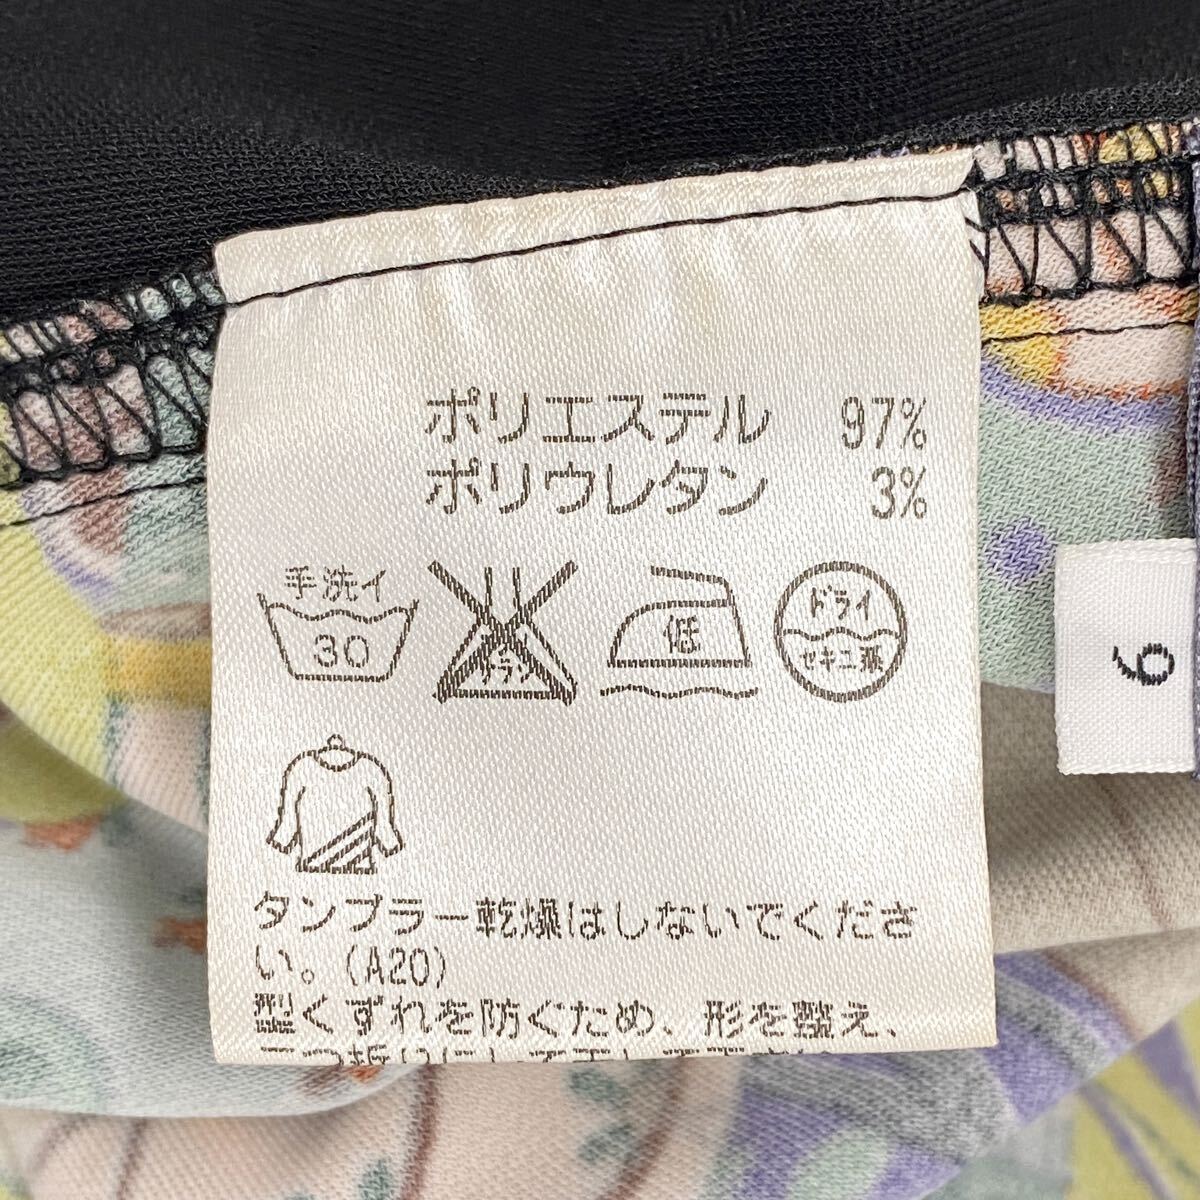 ポリエステル 97%
ポリウレタン 3%
手洗イ
30
低
ドライ
セキユ系
タンブラー乾燥はしないでくださ
い。(A20)
型くずれを防ぐため、形を整え、
9